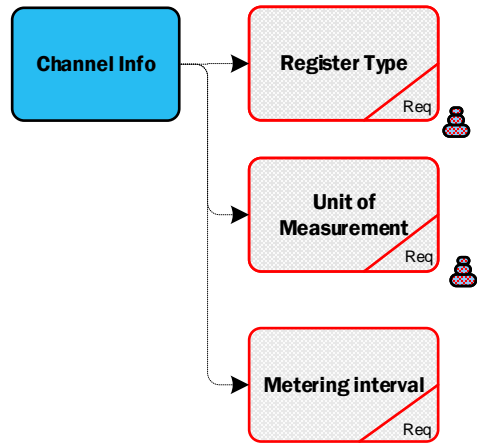 Channel Info
Register Type
Req
Unit of
Measurement
Req
Metering interval
Req